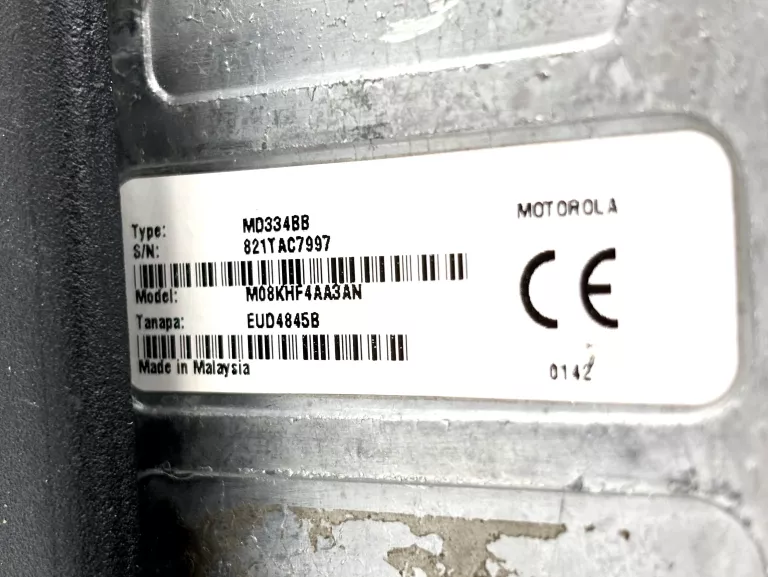 Type: MD334BB
S/N: 821TAC7997
Model: M08KHF4AA3AN
Tanapa: EUD4845B
Made in Malaysia
MOTOROLA
CE
0142